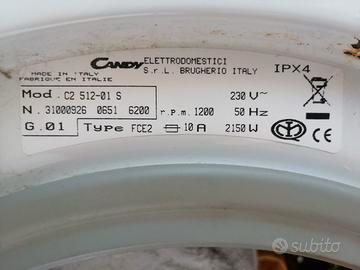 CANDY ELETTRODOMESTICI
S.r.L. BRUGHERIO ITALY IPX4
MADE IN ITALY
FABRIQUE EN ITALIE
Mod. C2 512-01 S 230 V~
N. 31000926 0651 6200 r.p.m. 1200 50 Hz
G.01 Type FCE2 10 A 2150 W
subito